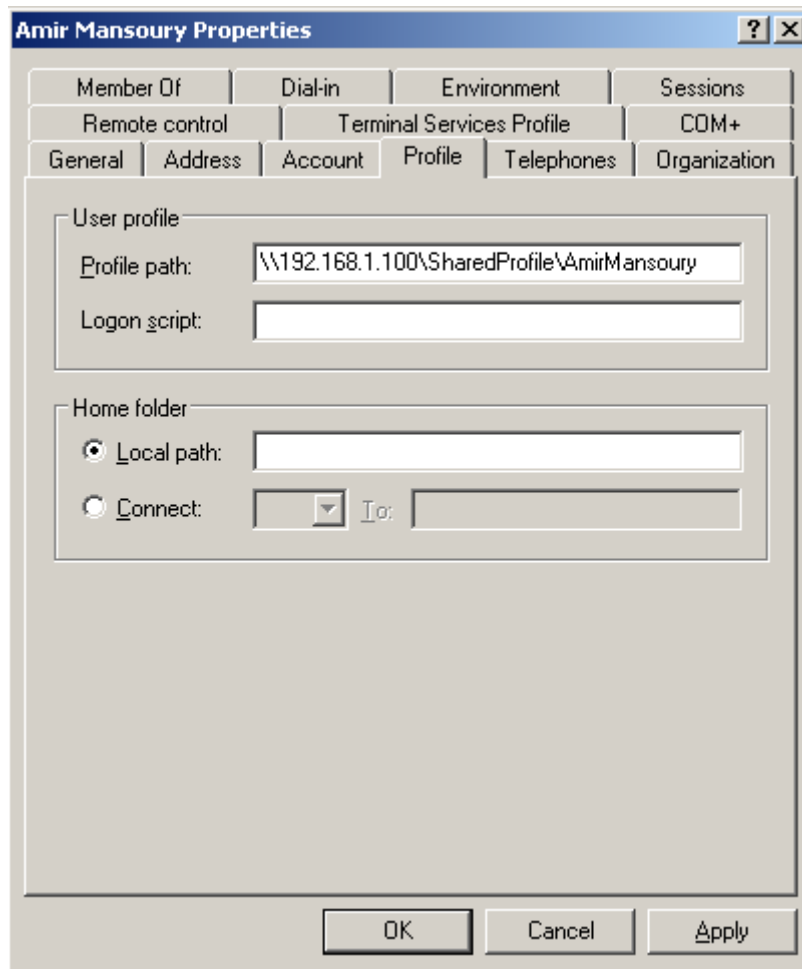 Amir Mansoury Properties
Member Of Dial-in Environment Sessions
Remote control Terminal Services Profile COM+
General Address Account Profile Telephones Organization
User profile
Profile path: \\192.168.1.100\SharedProfile\AmirMansoury
Logon script:
Home folder
Local path:
Connect: To:
OK Cancel Apply